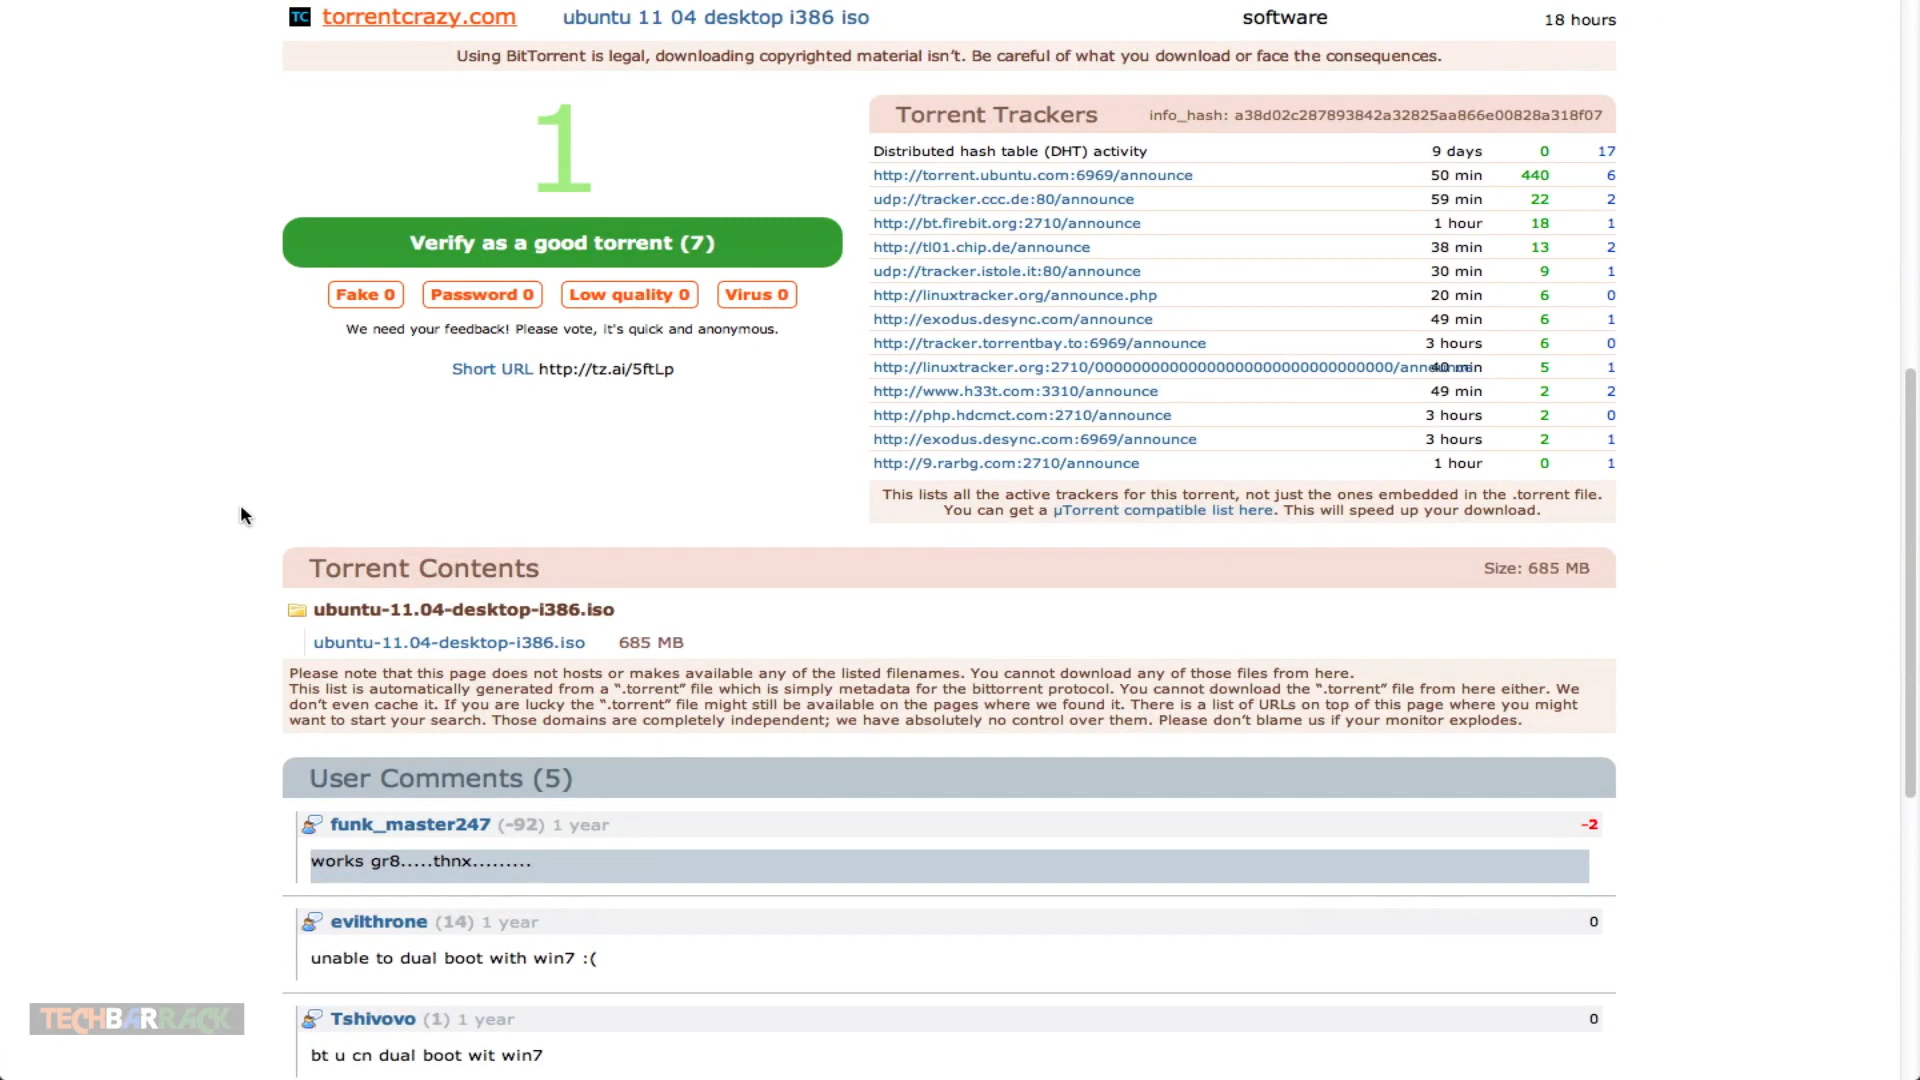 TC torrentcrazy.com ubuntu 11 04 desktop i386 iso software 18 hours
Using BitTorrent is legal, downloading copyrighted material isn't. Be careful of what you download or face the consequences.
1
Verify as a good torrent (7)
Fake 0 Password 0 Low quality 0 Virus 0
We need your feedback! Please vote, it's quick and anonymous.
Short URL http://tz.ai/5ftLp
Torrent Trackers info_hash: a38d02c287893842a32825aa866e00828a318f07
Distributed hash table (DHT) activity 9 days 0 17
http://torrent.ubuntu.com:6969/announce 50 min 440 6
udp://tracker.ccc.de:80/announce 59 min 22 2
http://bt.firebit.org:2710/announce 1 hour 18 1
http://tl01.chip.de/announce 38 min 13 2
udp://tracker.istole.it:80/announce 30 min 9 1
http://linuxtracker.org/announce.php 20 min 6 0
http://exodus.desync.com/announce 49 min 6 1
http://tracker.torrentbay.to:6969/announce 3 hours 6 0
http://linuxtracker.org:2710/00000000000000000000000000000000/announce 40 min 5 1
http://www.h33t.com:3310/announce 49 min 2 2
http://php.hdcmct.com:2710/announce 3 hours 2 0
http://exodus.desync.com:6969/announce 3 hours 2 1
http://9.rarbg.com:2710/announce 1 hour 0 1
This lists all the active trackers for this torrent, not just the ones embedded in the .torrent file.
You can get a µTorrent compatible list here. This will speed up your download.
Torrent Contents Size: 685 MB
ubuntu-11.04-desktop-i386.iso
ubuntu-11.04-desktop-i386.iso 685 MB
Please note that this page does not hosts or makes available any of the listed filenames. You cannot download any of those files from here.
This list is automatically generated from a “.torrent” file which is simply metadata for the bittorrent protocol. You cannot download the “.torrent” file from here either. We
don't even cache it. If you are lucky the “.torrent” file might still be available on the pages where we found it. There is a list of URLs on top of this page where you might
want to start your search. Those domains are completely independent; we have absolutely no control over them. Please don't blame us if your monitor explodes.
User Comments (5)
funk_master247 (-92) 1 year -2
works gr8.....thnx.........
evilthrone (14) 1 year 0
unable to dual boot with win7 :(
Tshivovo (1) 1 year 0
bt u cn dual boot wit win7
TECHBARRACK